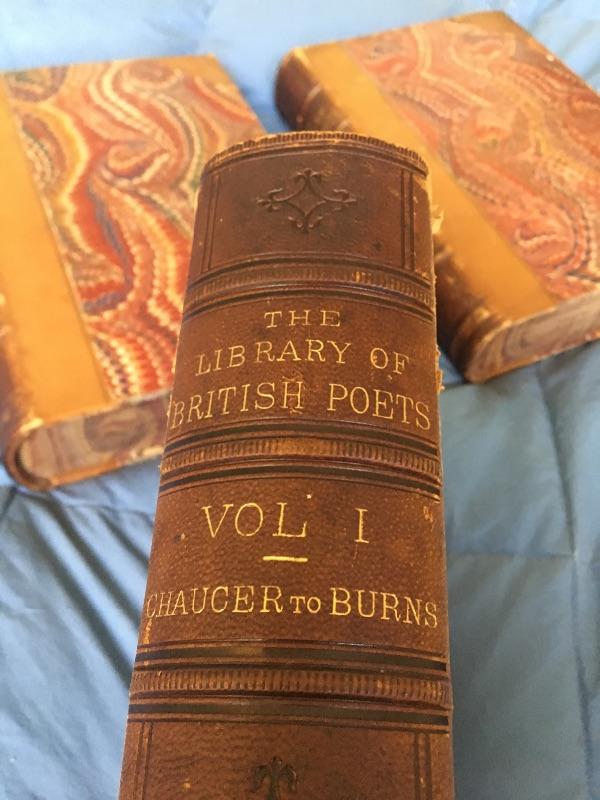 THE
LIBRARY OF
BRITISH POETS
VOL I
CHAUCER TO BURNS